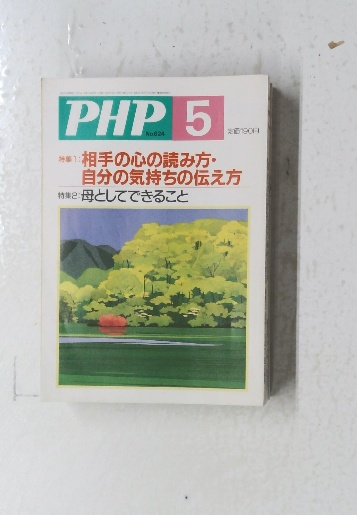 PHP 5
定価190円
特集1:相手の心の読み方・
自分の気持ちの伝え方
特集2:母としてできること